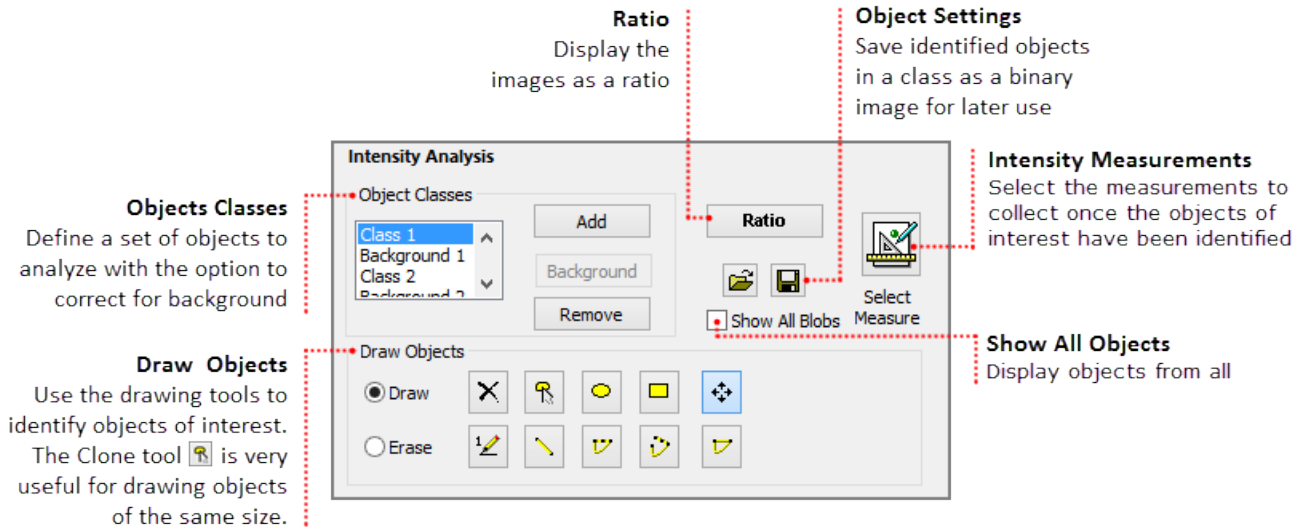 Ratio
Display the
images as a ratio
Object Settings
Save identified objects
in a class as a binary
image for later use
Intensity Measurements
Select the measurements to
collect once the objects of
interest have been identified
Objects Classes
Define a set of objects to
analyze with the option to
correct for background
Intensity Analysis
Object Classes
Class 1
Background 1
Class 2
Background 2
Add
Background
Remove
Ratio
Select
Measure
Show All Blobs
Show All Objects
Display objects from all
Draw Objects
Use the drawing tools to
identify objects of interest.
The Clone tool is very
useful for drawing objects
of the same size.
Draw Objects
Draw
Erase
1